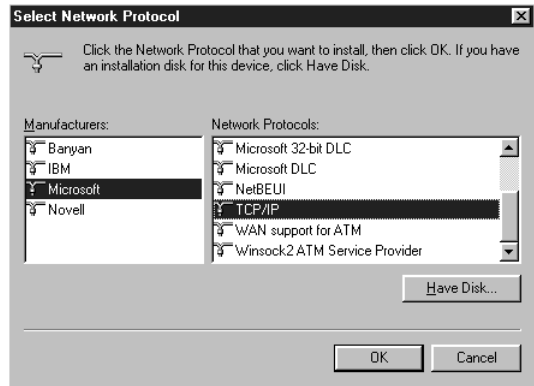 Select Network Protocol
Click the Network Protocol that you want to install, then click OK. If you have
an installation disk for this device, click Have Disk.
Manufacturers:
Banyan
IBM
Microsoft
Novell
Network Protocols:
Microsoft 32-bit DLC
Microsoft DLC
NetBEUI
TCP/IP
WAN support for ATM
Winsock2 ATM Service Provider
Have Disk...
OK
Cancel